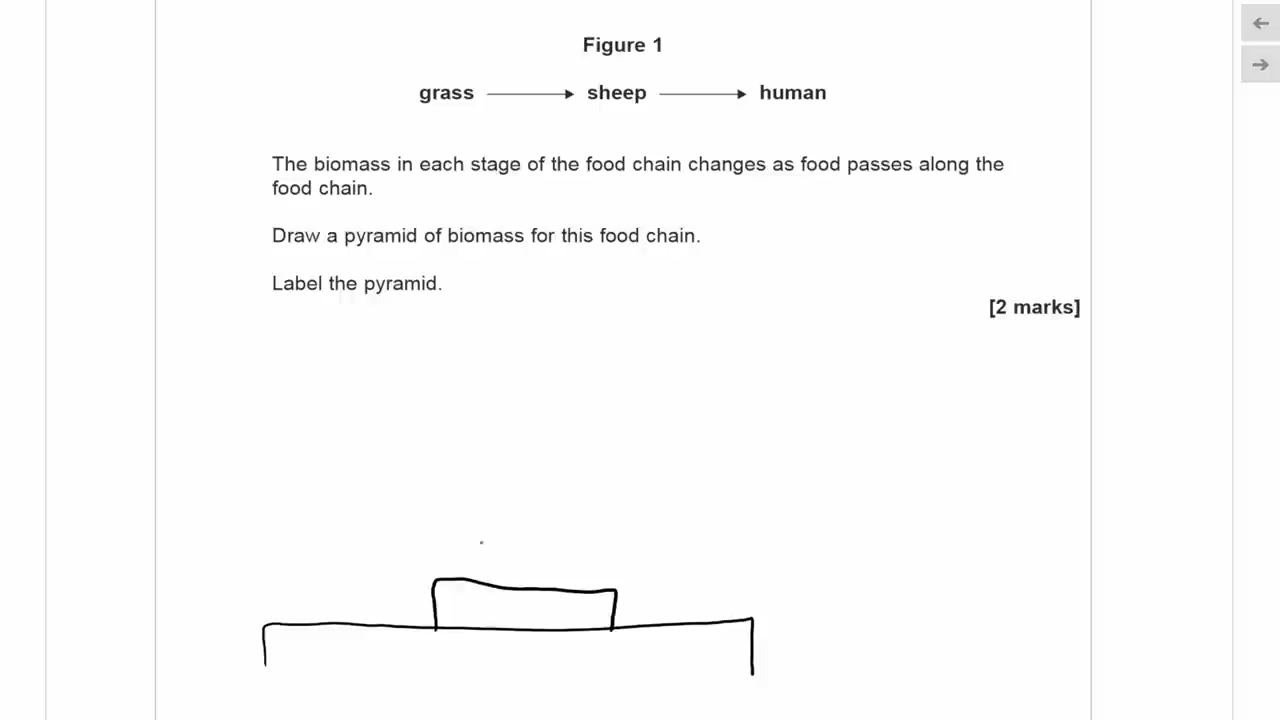 Figure 1
grass → sheep → human
The biomass in each stage of the food chain changes as food passes along the
food chain.
Draw a pyramid of biomass for this food chain.
Label the pyramid.
[2 marks]